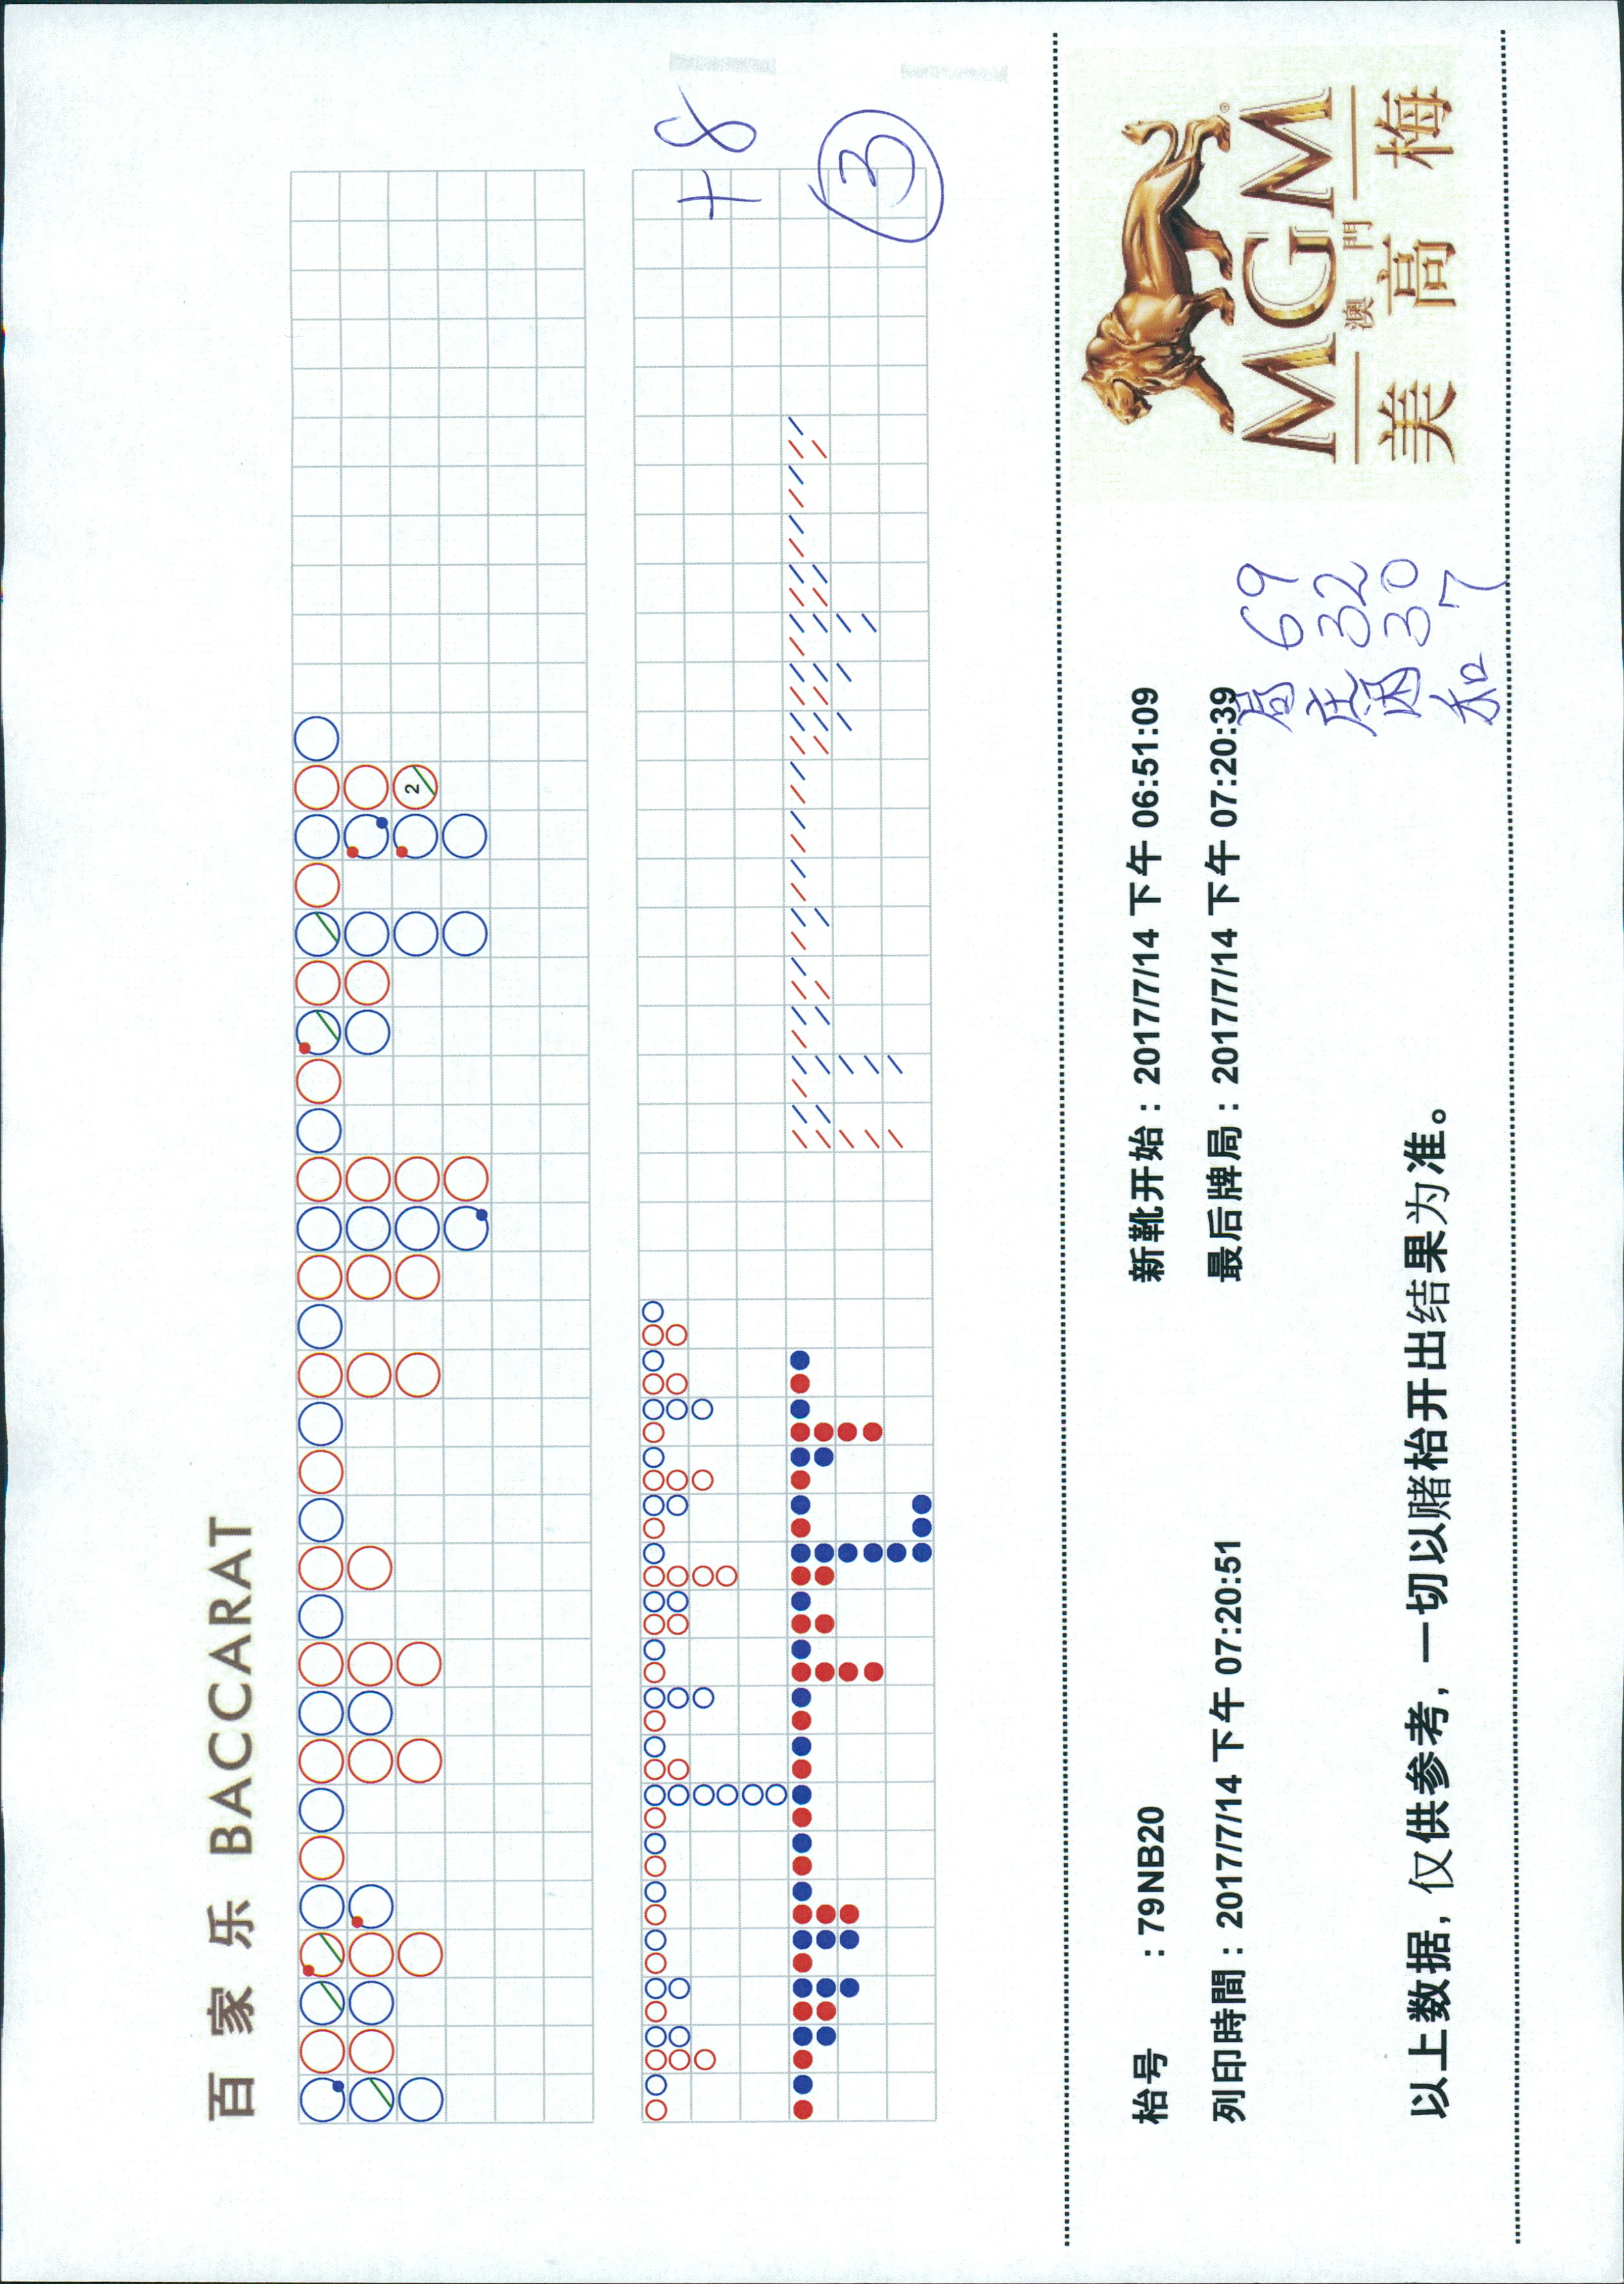 百家乐 BACCARAT
2
+8
3
枱号 : 79NB20
新靴开始 : 2017/7/14 下午 06:51:09
列印時間 : 2017/7/14 下午 07:20:51
最后牌局 : 2017/7/14 下午 07:20:39
以上数据, 仅供参考, 一切以赌枱开出结果为准。
局 69
庄 32
闲 30
和 7
MGM®
澳門
美高梅